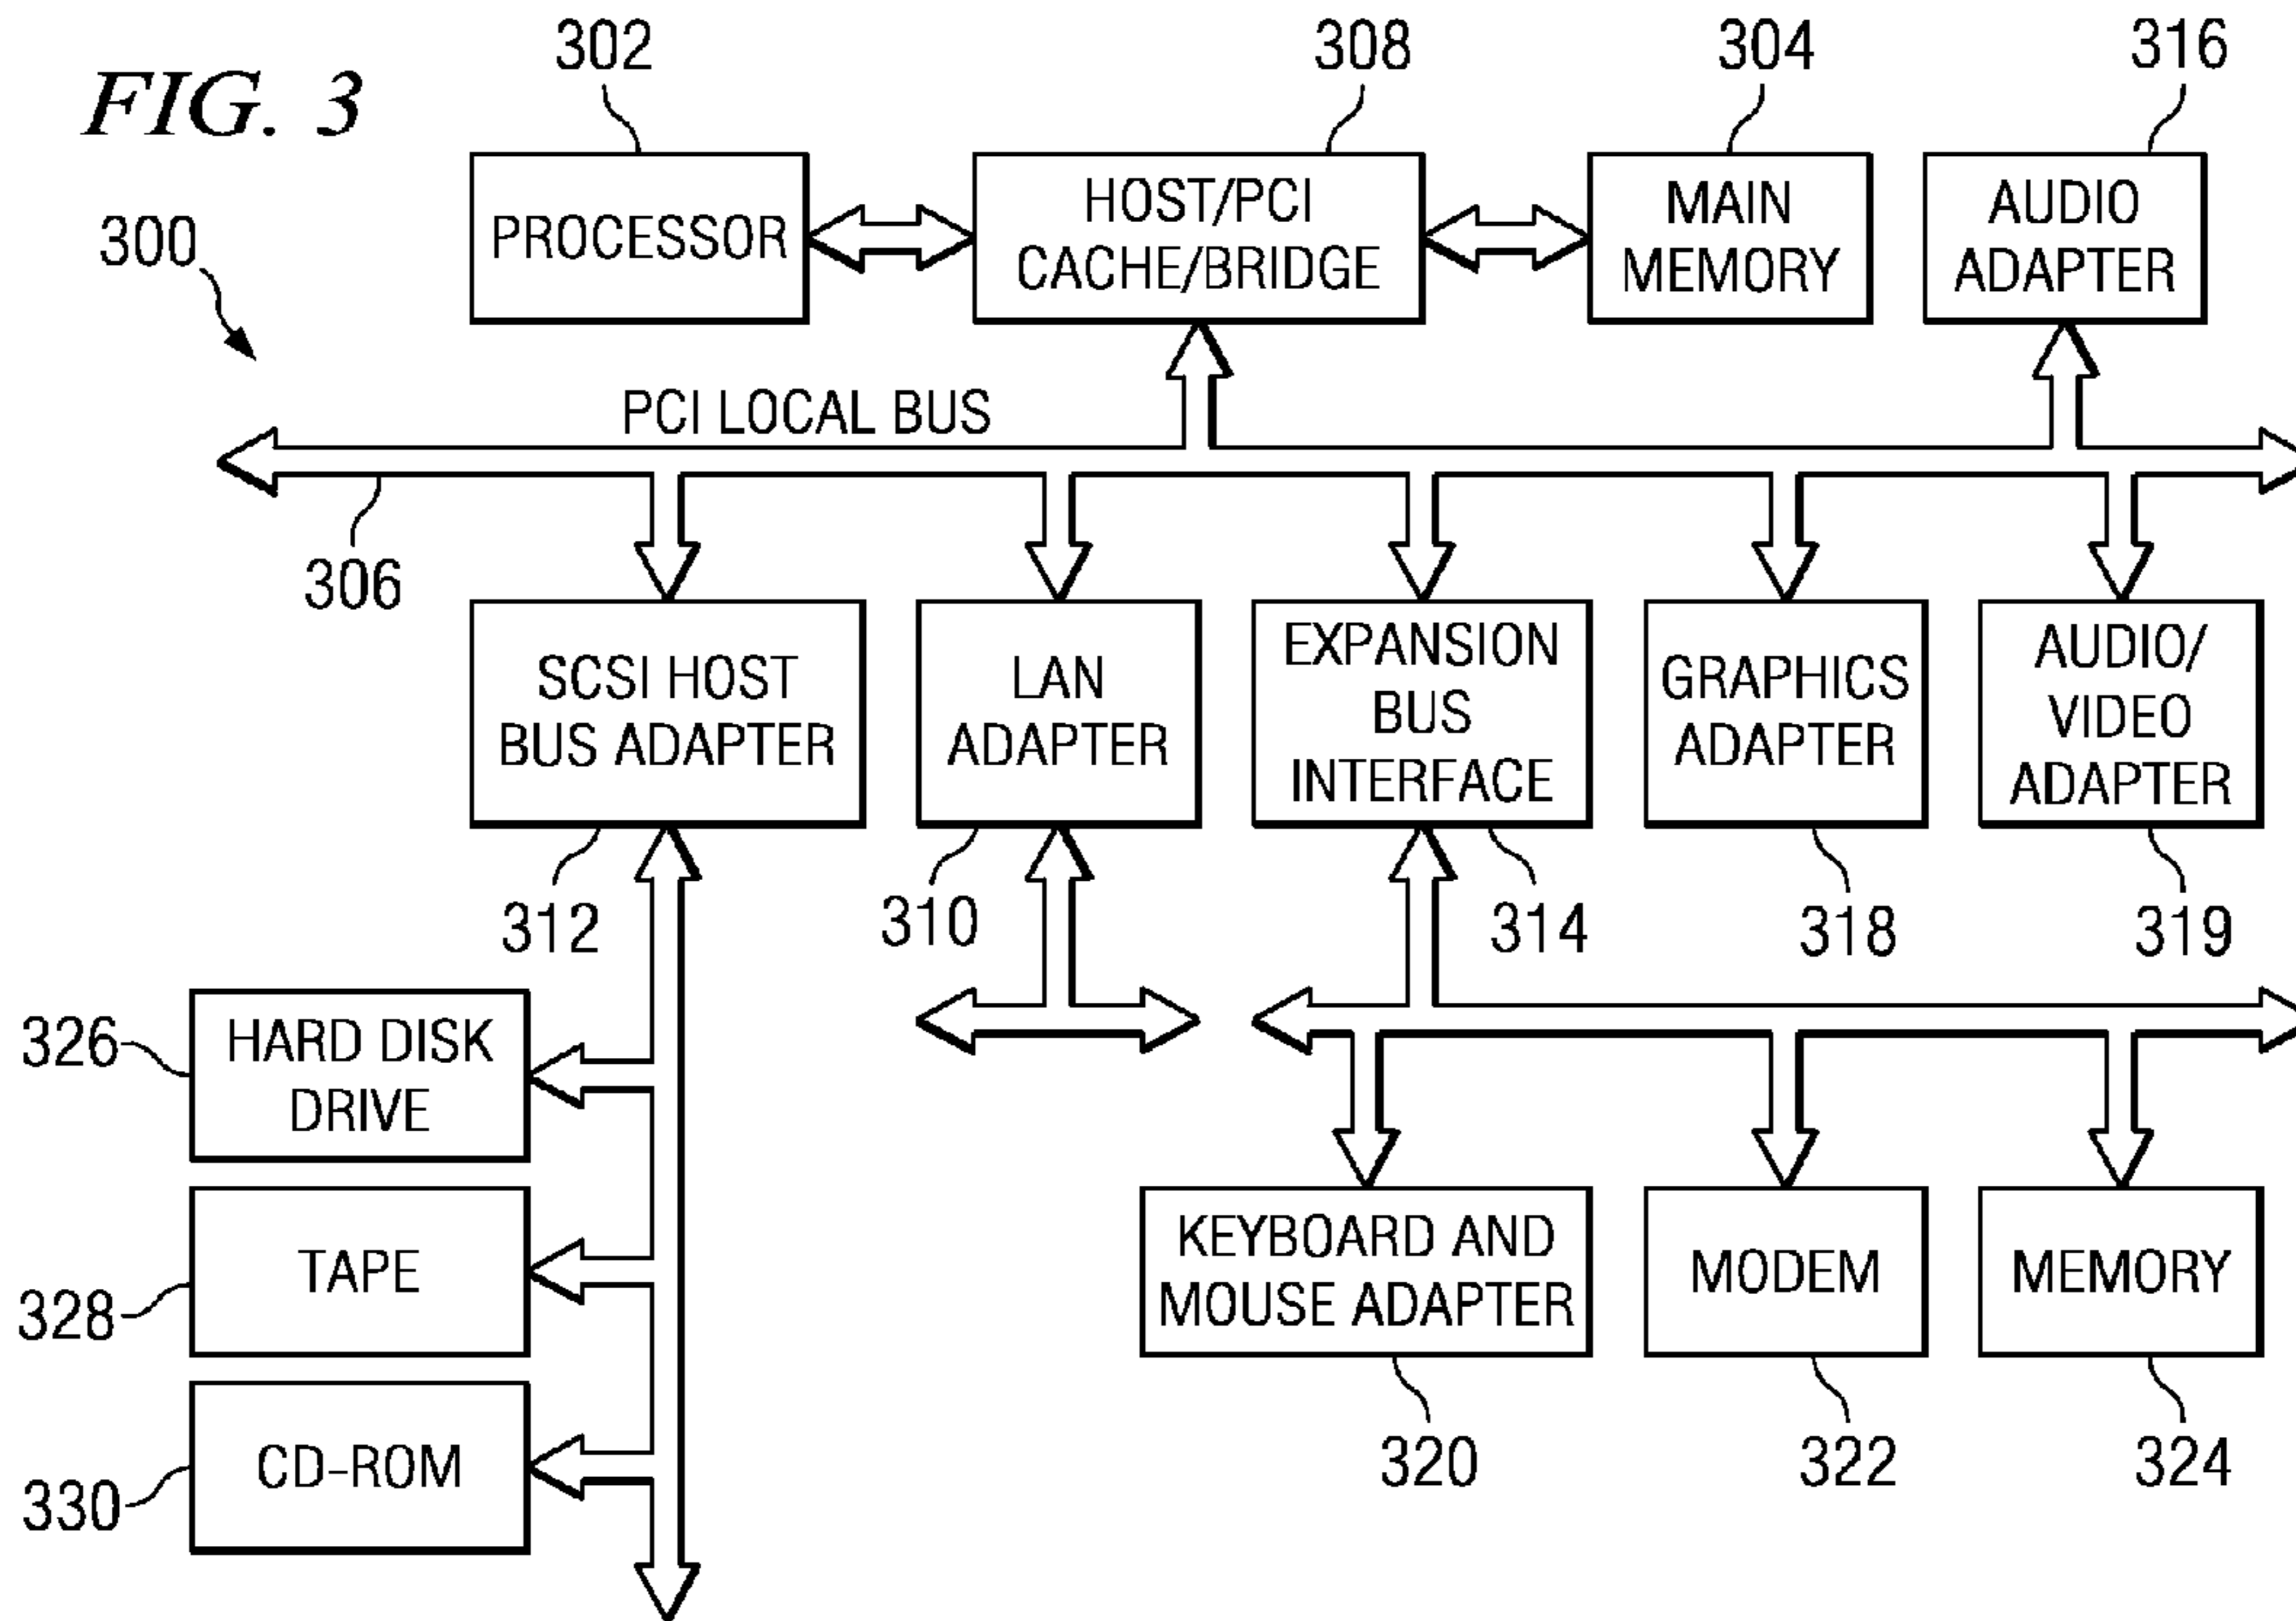 FIG. 3
302
308
304
316
300
PROCESSOR
HOST/PCI
CACHE/BRIDGE
MAIN
MEMORY
AUDIO
ADAPTER
PCI LOCAL BUS
306
SCSI HOST
BUS ADAPTER
LAN
ADAPTER
EXPANSION
BUS
INTERFACE
GRAPHICS
ADAPTER
AUDIO/
VIDEO
ADAPTER
312
310
314
318
319
326
HARD DISK
DRIVE
328
TAPE
330
CD-ROM
KEYBOARD AND
MOUSE ADAPTER
MODEM
MEMORY
320
322
324